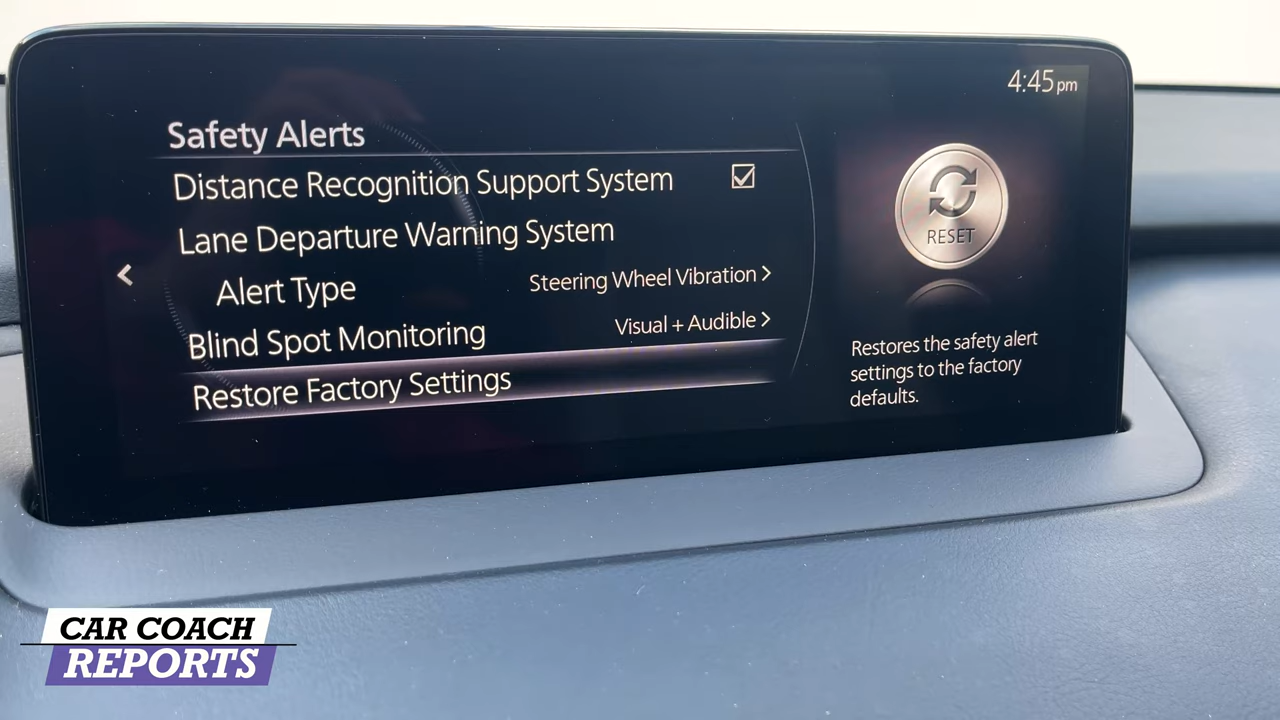 4:45pm
Safety Alerts
Distance Recognition Support System
Lane Departure Warning System
Alert Type Steering Wheel Vibration >
Blind Spot Monitoring Visual + Audible >
Restore Factory Settings
RESET
Restores the safety alert
settings to the factory
defaults.
CAR COACH
REPORTS